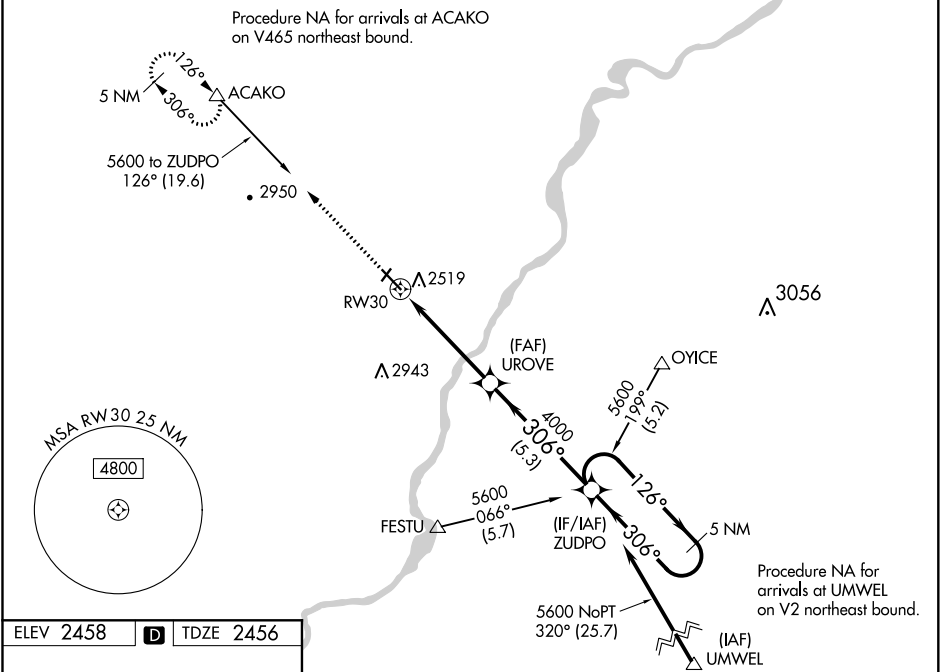 Procedure NA for arrivals at ACAKO
on V465 northeast bound.
126°
5 NM
306°
ACAKO
5600 to ZUDPO
126° (19.6)
2950
2519
RW30
3056
(FAF)
UROVE
OYICE
2943
5600
199°
(5.2)
4000
306°
(5.3)
MSA RW30 25 NM
4800
126°
5600
066°
(5.7)
FESTU
(IF/IAF)
ZUDPO
306°
5 NM
Procedure NA for
arrivals at UMWEL
on V2 northeast bound.
5600 NoPT
320° (25.7)
(IAF)
UMWEL
ELEV 2458 D TDZE 2456